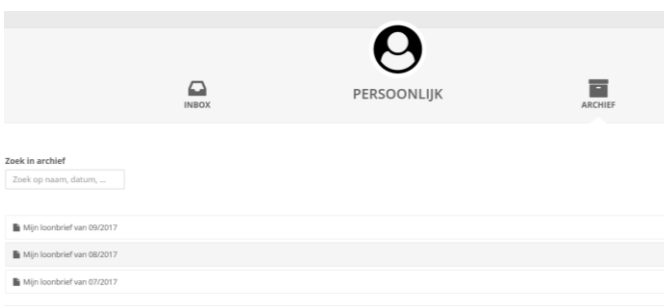 PERSOONLIJK
INBOX
ARCHIEF
Zoek in archief
Zoek op naam, datum, ...
Mijn loonbrief van 09/2017
Mijn loonbrief van 08/2017
Mijn loonbrief van 07/2017